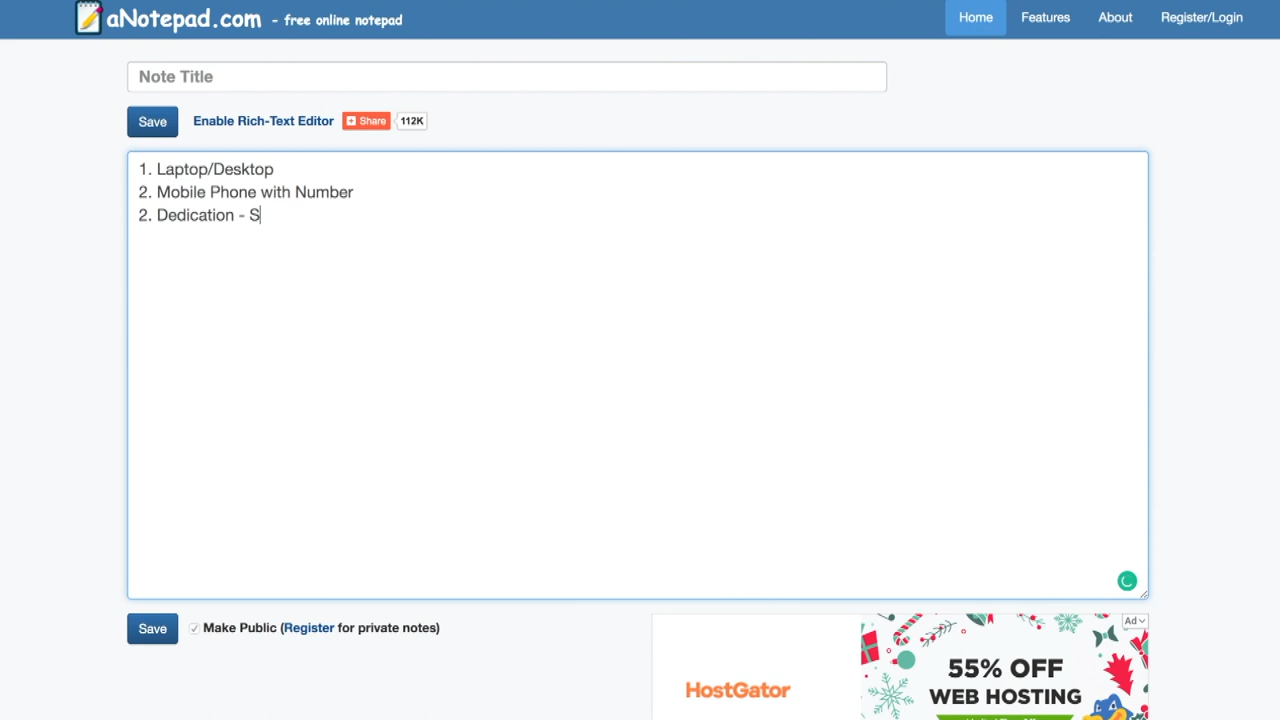 aNotepad.com - free online notepad
Home Features About Register/Login
Note Title
Save Enable Rich-Text Editor Share 112K
1. Laptop/Desktop
2. Mobile Phone with Number
2. Dedication - S
Save Make Public (Register for private notes)
Ad
HostGator
55% OFF
WEB HOSTING